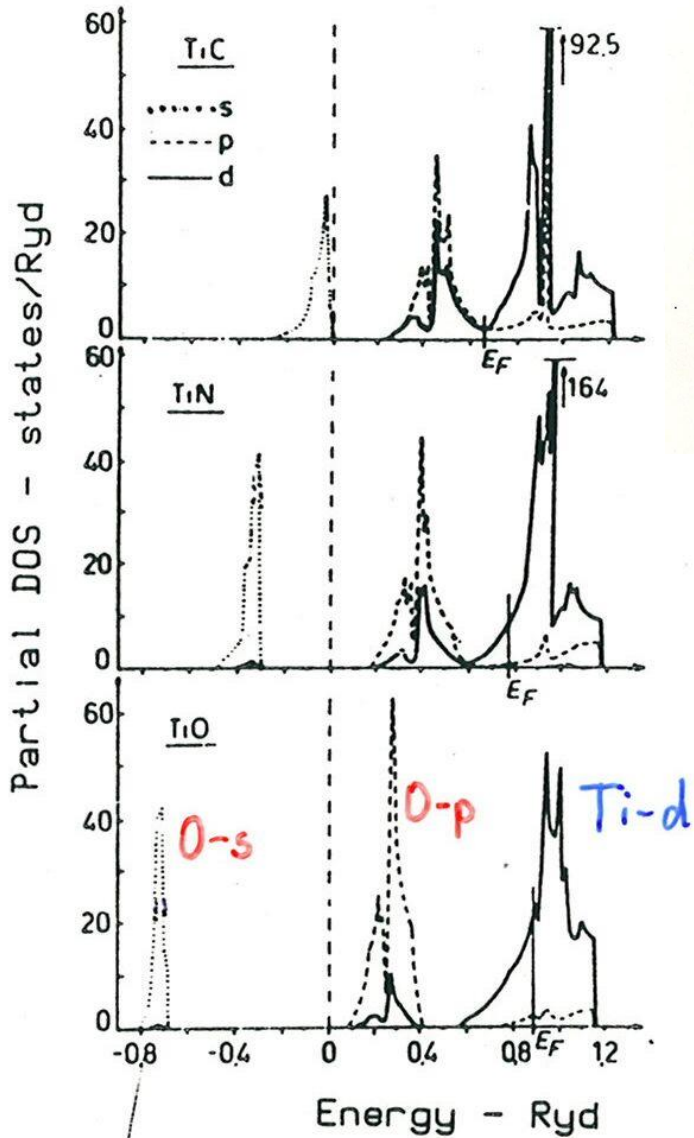 Partial DOS - states/Ryd
60
TiC
92.5
s
40
p
d
20
0
E_F
60
TiN
164
40
20
0
E_F
60
TiO
O-p
Ti-d
40
O-s
20
0
-0.8
-0.4
0
0.4
0.8
E_F
1.2
Energy - Ryd